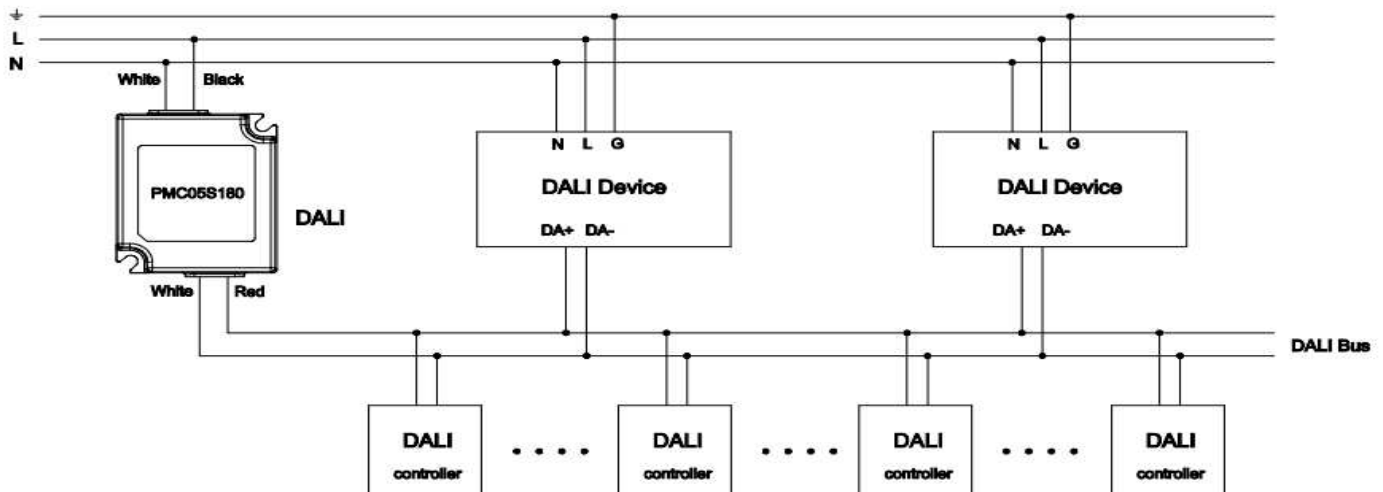 L
N
White
Black
PMC05S180
DALI
White
Red
N L G
DALI Device
DA+ DA-
N L G
DALI Device
DA+ DA-
DALI Bus
DALI
controller
DALI
controller
DALI
controller
DALI
controller